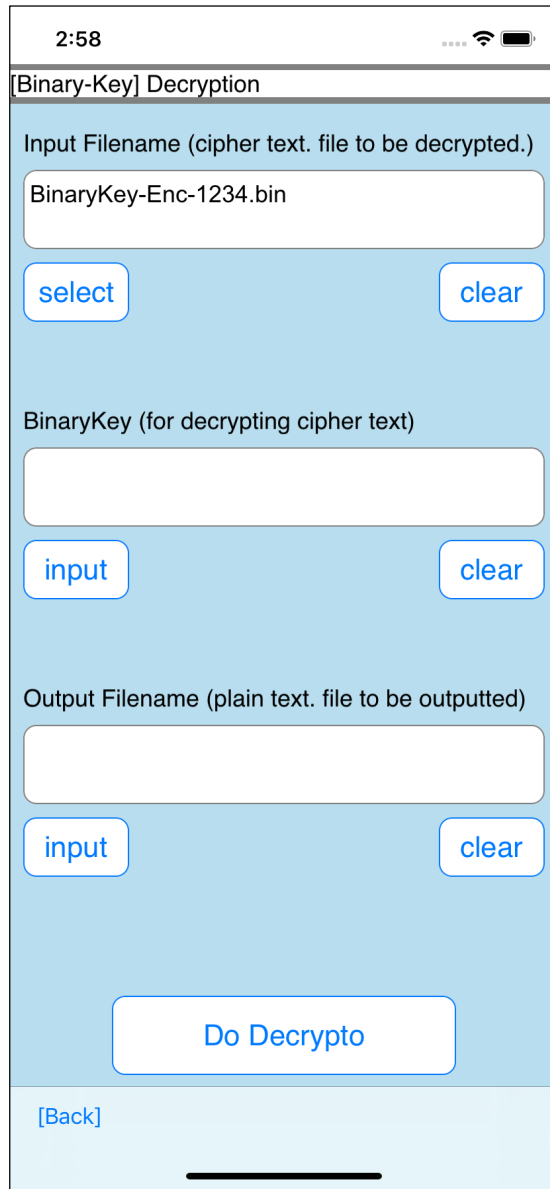 2:58
[Binary-Key] Decryption
Input Filename (cipher text. file to be decrypted.)
BinaryKey-Enc-1234.bin
select clear
BinaryKey (for decrypting cipher text)
input clear
Output Filename (plain text. file to be outputted)
input clear
Do Decrypto
[Back]